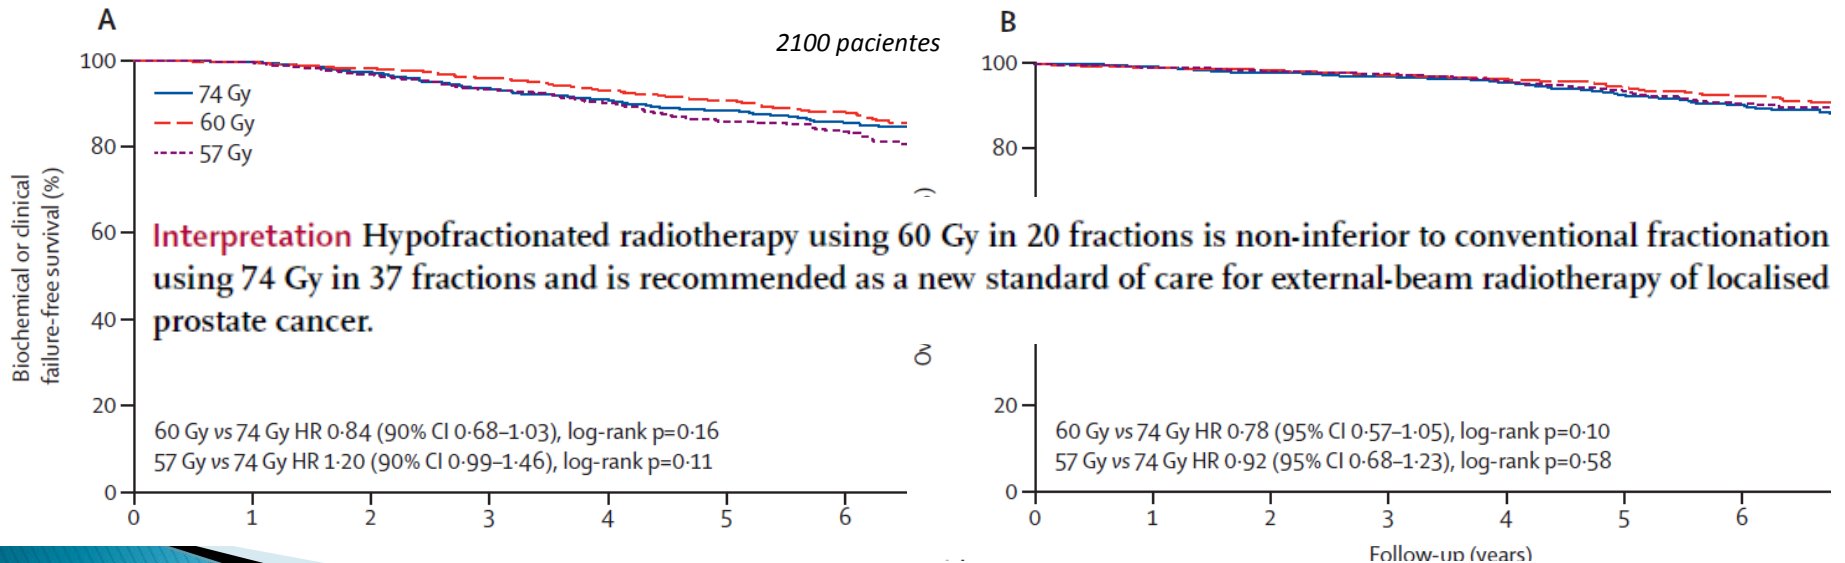 A
2100 pacientes
100
80
60
40
20
0
Biochemical or clinical
failure-free survival (%)
74 Gy
60 Gy
57 Gy
60 Gy vs 74 Gy HR 0·84 (90% CI 0·68–1·03), log-rank p=0·16
57 Gy vs 74 Gy HR 1·20 (90% CI 0·99–1·46), log-rank p=0·11
0 1 2 3 4 5 6
Interpretation Hypofractionated radiotherapy using 60 Gy in 20 fractions is non-inferior to conventional fractionation
using 74 Gy in 37 fractions and is recommended as a new standard of care for external-beam radiotherapy of localised
prostate cancer.
B
100
80
20
0
60 Gy vs 74 Gy HR 0·78 (95% CI 0·57–1·05), log-rank p=0·10
57 Gy vs 74 Gy HR 0·92 (95% CI 0·68–1·23), log-rank p=0·58
0 1 2 3 4 5 6
Follow-up (years)